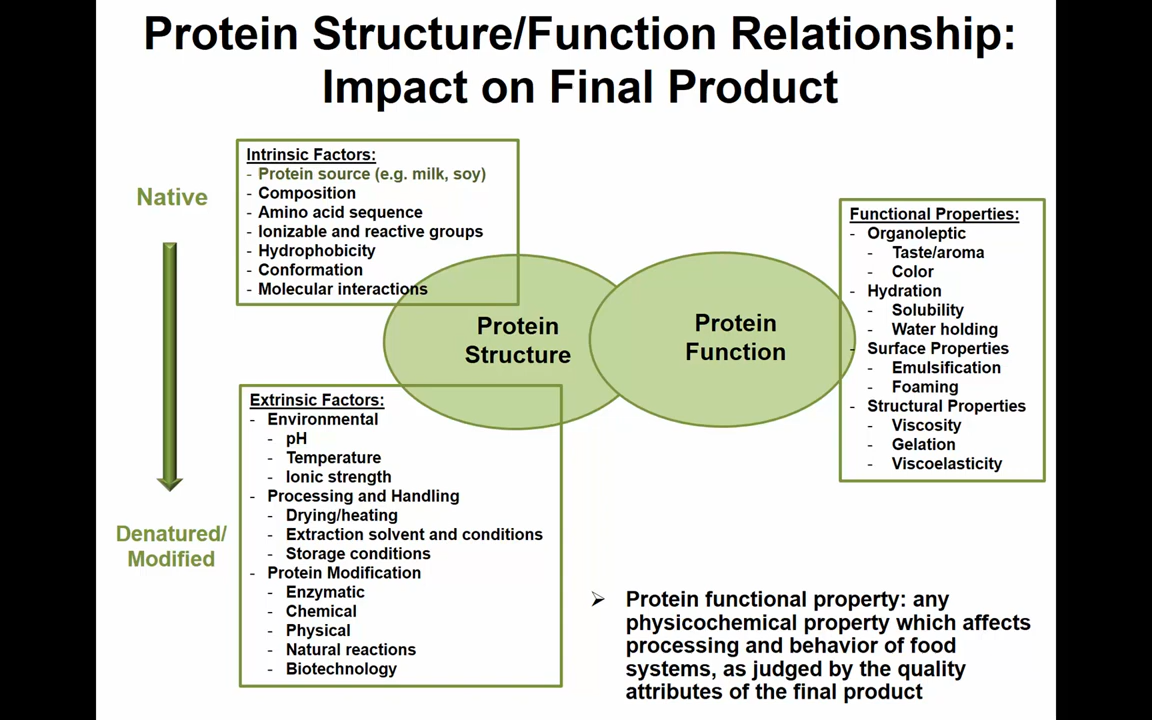 Protein Structure/Function Relationship:
Impact on Final Product
Native
Denatured/
Modified
Intrinsic Factors:
- Protein source (e.g. milk, soy)
- Composition
- Amino acid sequence
- Ionizable and reactive groups
- Hydrophobicity
- Conformation
- Molecular interactions
Extrinsic Factors:
- Environmental
- pH
- Temperature
- Ionic strength
- Processing and Handling
- Drying/heating
- Extraction solvent and conditions
- Storage conditions
- Protein Modification
- Enzymatic
- Chemical
- Physical
- Natural reactions
- Biotechnology
Protein
Structure
Protein
Function
Functional Properties:
- Organoleptic
- Taste/aroma
- Color
- Hydration
- Solubility
- Water holding
- Surface Properties
- Emulsification
- Foaming
- Structural Properties
- Viscosity
- Gelation
- Viscoelasticity
➢ Protein functional property: any
physicochemical property which affects
processing and behavior of food
systems, as judged by the quality
attributes of the final product